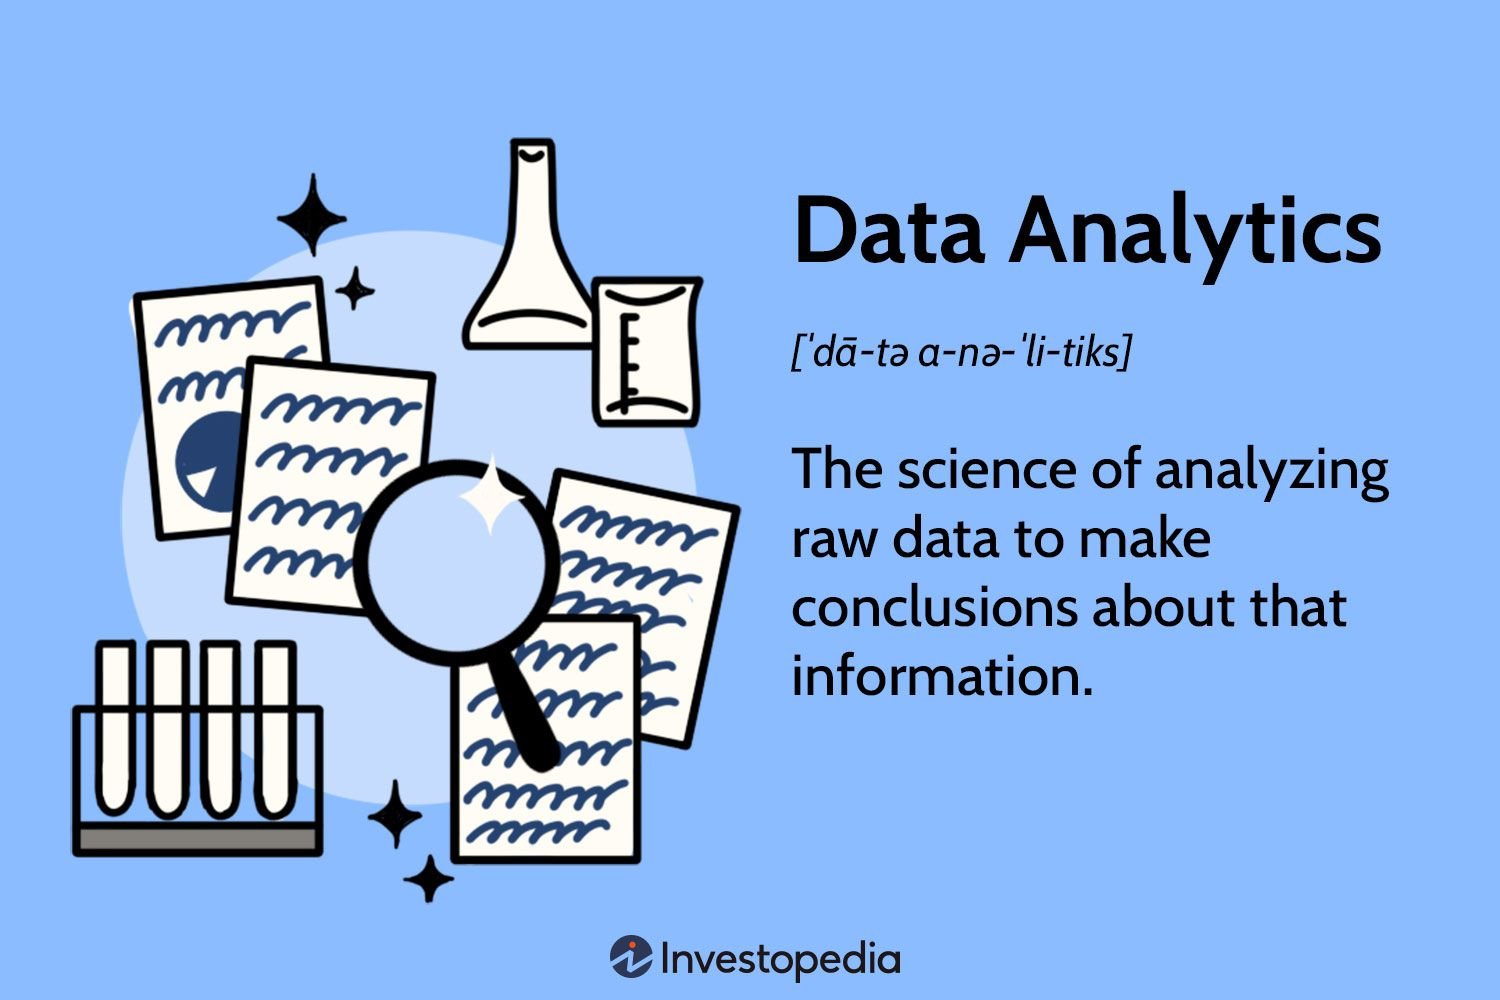 Data Analytics
[ˈdā-tə a-nə-ˈli-tiks]
The science of analyzing
raw data to make
conclusions about that
information.
Investopedia